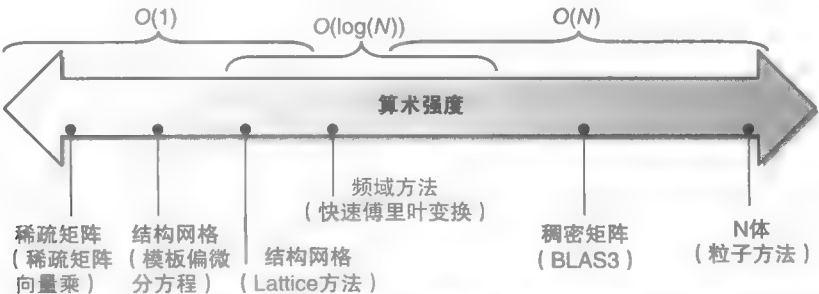 O(1)
O(log(N))
O(N)
算术强度
频域方法
（快速傅里叶变换）
稀疏矩阵
（稀疏矩阵
向量乘）
结构网格
（模板偏微
分方程）
结构网格
（Lattice方法）
稠密矩阵
（BLAS3）
N体
（粒子方法）